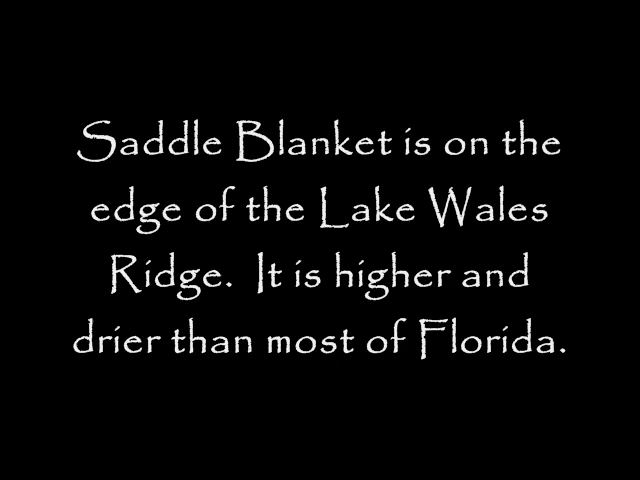 Saddle Blanket is on the
edge of the Lake Wales
Ridge.  It is higher and
drier than most of Florida.